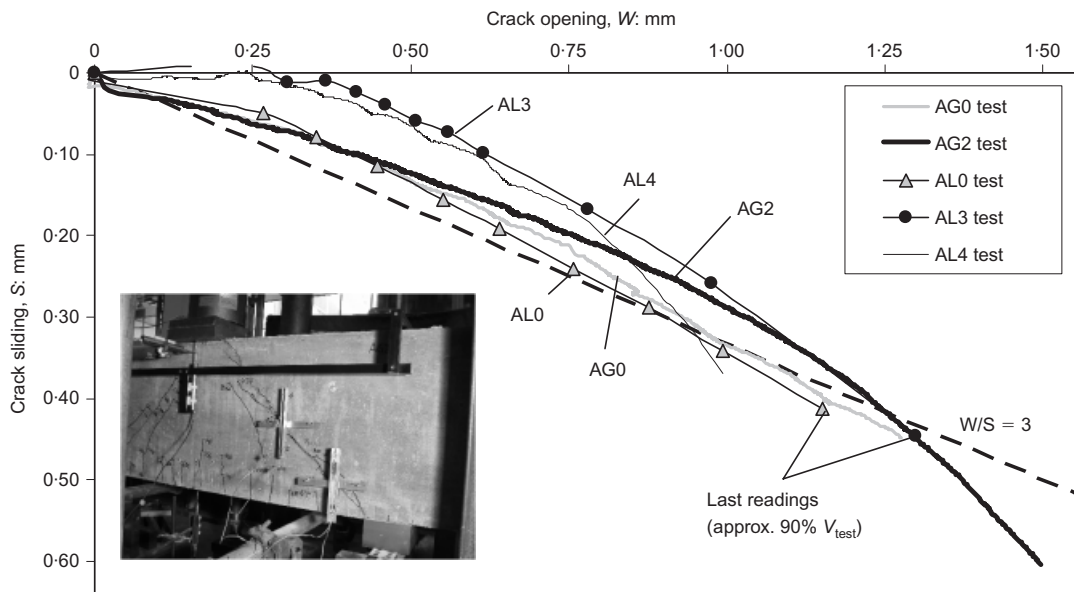 Crack opening, W: mm
0 0·25 0·50 0·75 1·00 1·25 1·50
Crack sliding, S: mm
0
0·10
0·20
0·30
0·40
0·50
0·60
AL3
AL4
AG2
AL0
AG0
W/S = 3
Last readings
(approx. 90% Vtest)
AG0 test
AG2 test
AL0 test
AL3 test
AL4 test